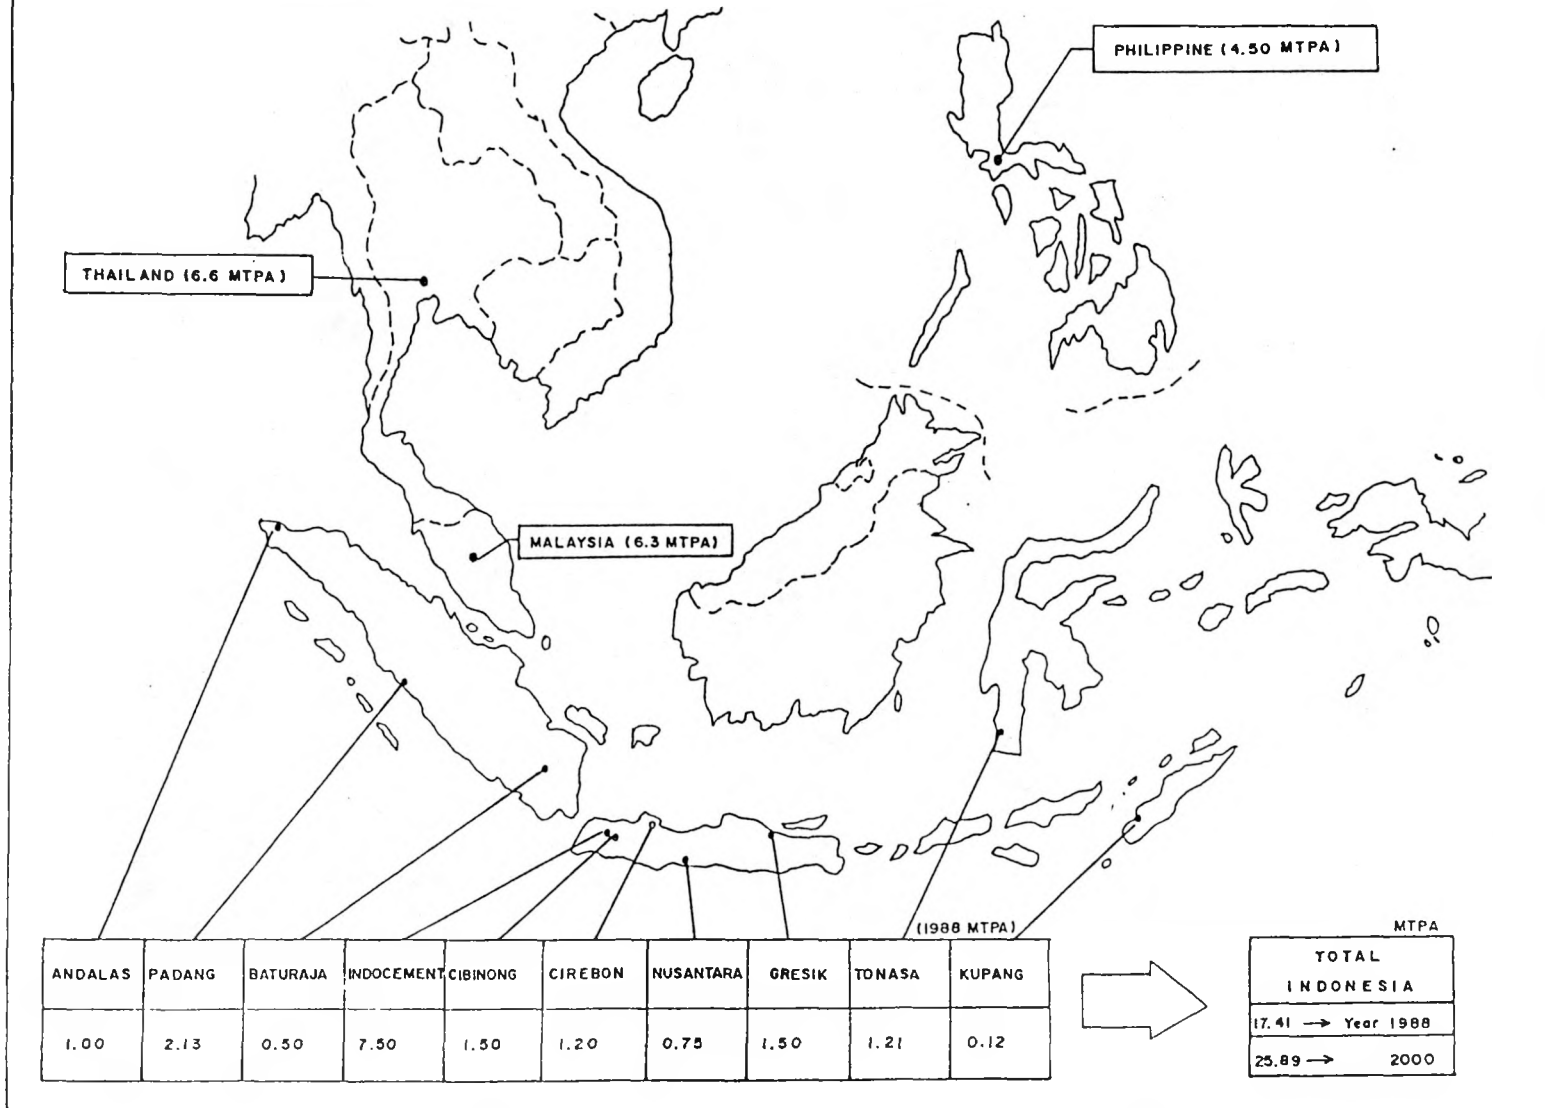 PHILIPPINE (4.50 MTPA)
THAILAND (6.6 MTPA)
MALAYSIA (6.3 MTPA)
(1988 MTPA)
MTPA
ANDALAS PADANG BATURAJA INDOCEMENT CIBINONG CIREBON NUSANTARA GRESIK TONASA KUPANG
1.00 2.13 0.50 7.50 1.50 1.20 0.75 1.50 1.21 0.12
TOTAL
INDONESIA
17.41 → Year 1988
25.89 → 2000